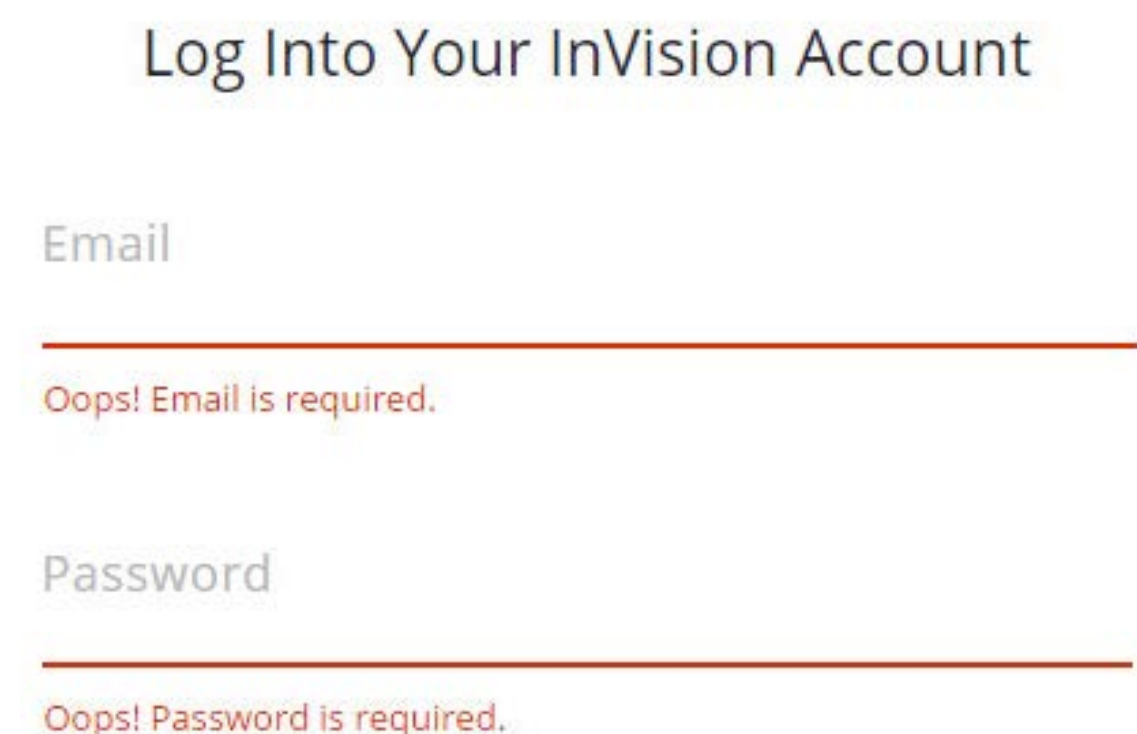 Log Into Your InVision Account
Email
Oops! Email is required.
Password
Oops! Password is required.